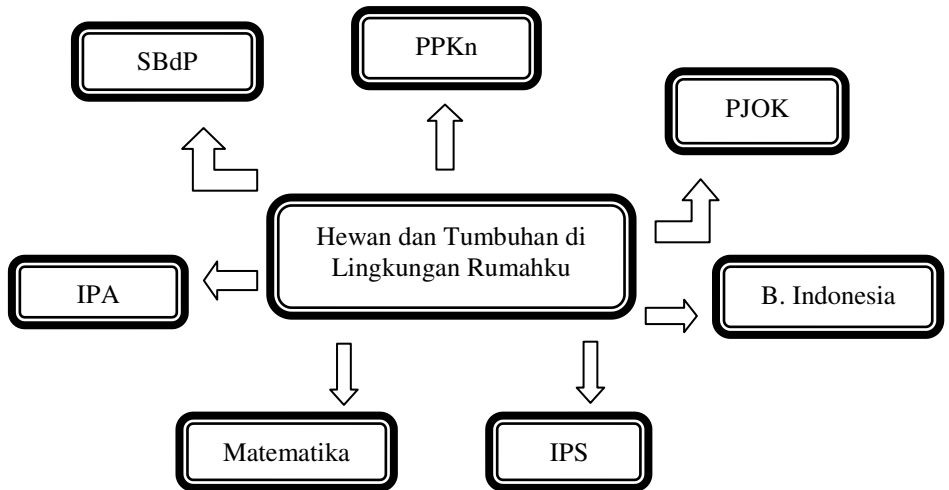 PPKn
SBdP
PJOK
Hewan dan Tumbuhan di
Lingkungan Rumahku
IPA
B. Indonesia
Matematika
IPS